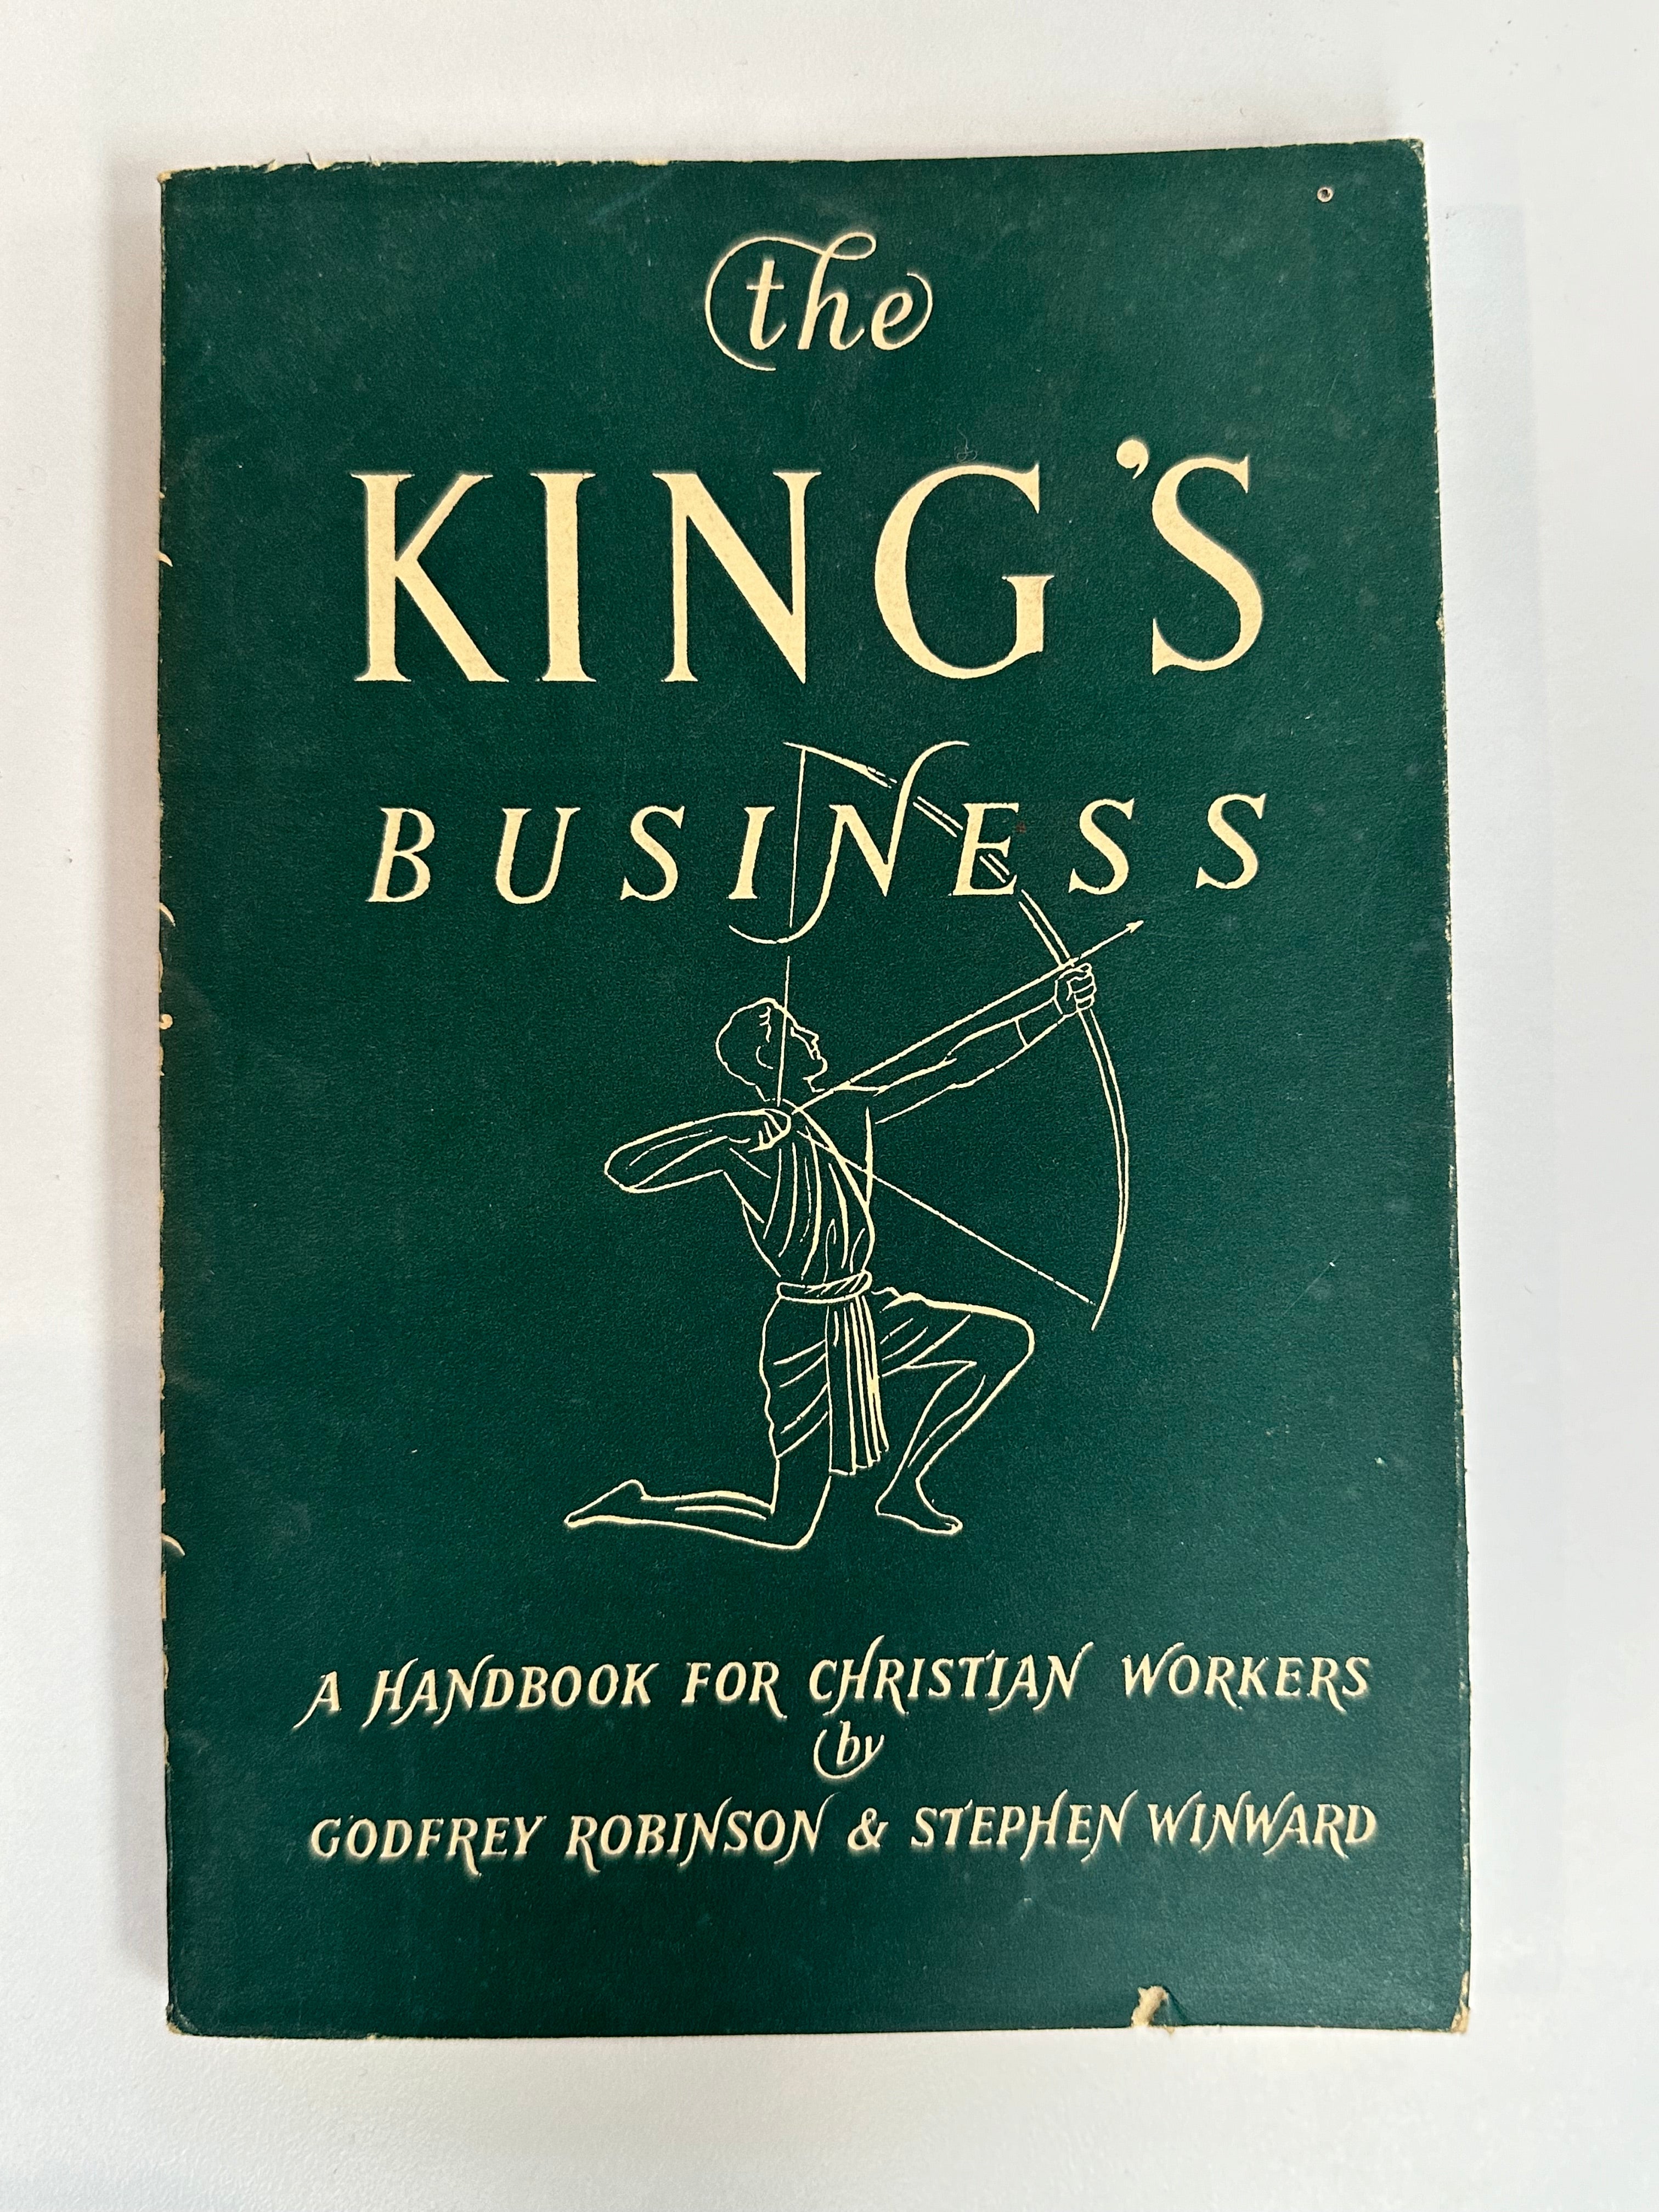 the
KING'S
BUSINESS
A HANDBOOK FOR CHRISTIAN WORKERS
by
GODFREY ROBINSON & STEPHEN WINWARD